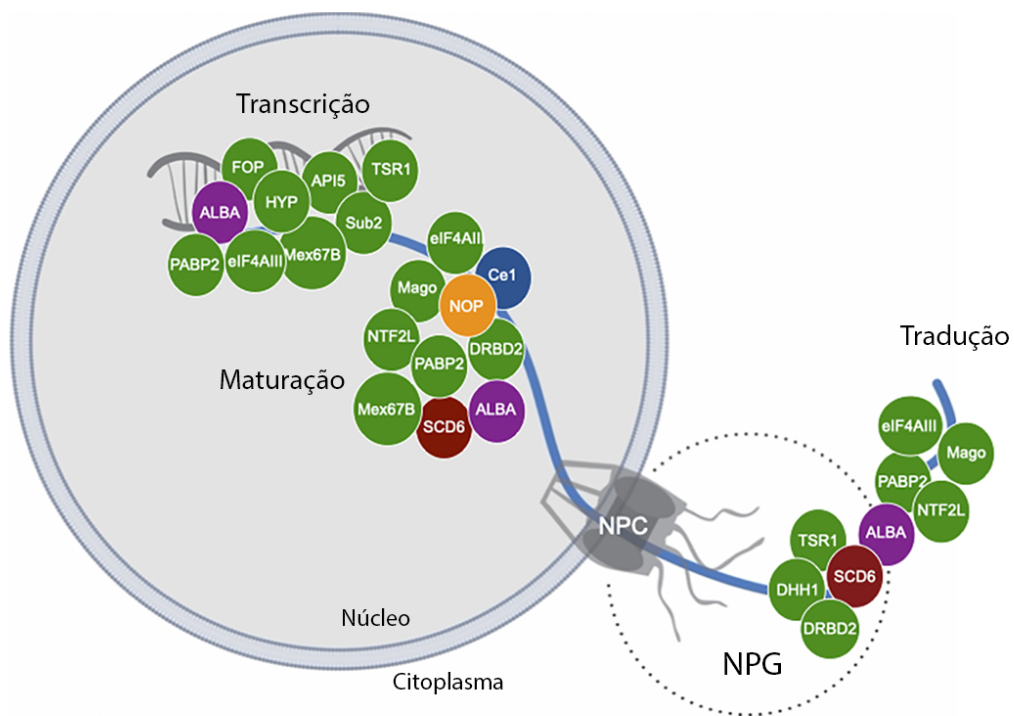 Transcrição
FOP
API5
TSR1
ALBA
HYP
Sub2
PABP2
eIF4AIII
Mex67B
eIF4AIII
Ce1
Mago
NOP
NTF2L
PABP2
DRBD2
Maturação
Mex67B
SCD6
ALBA
Tradução
eIF4AIII
Mago
PABP2
NTF2L
NPC
TSR1
ALBA
DHH1
SCD6
DRBD2
Núcleo
NPG
Citoplasma